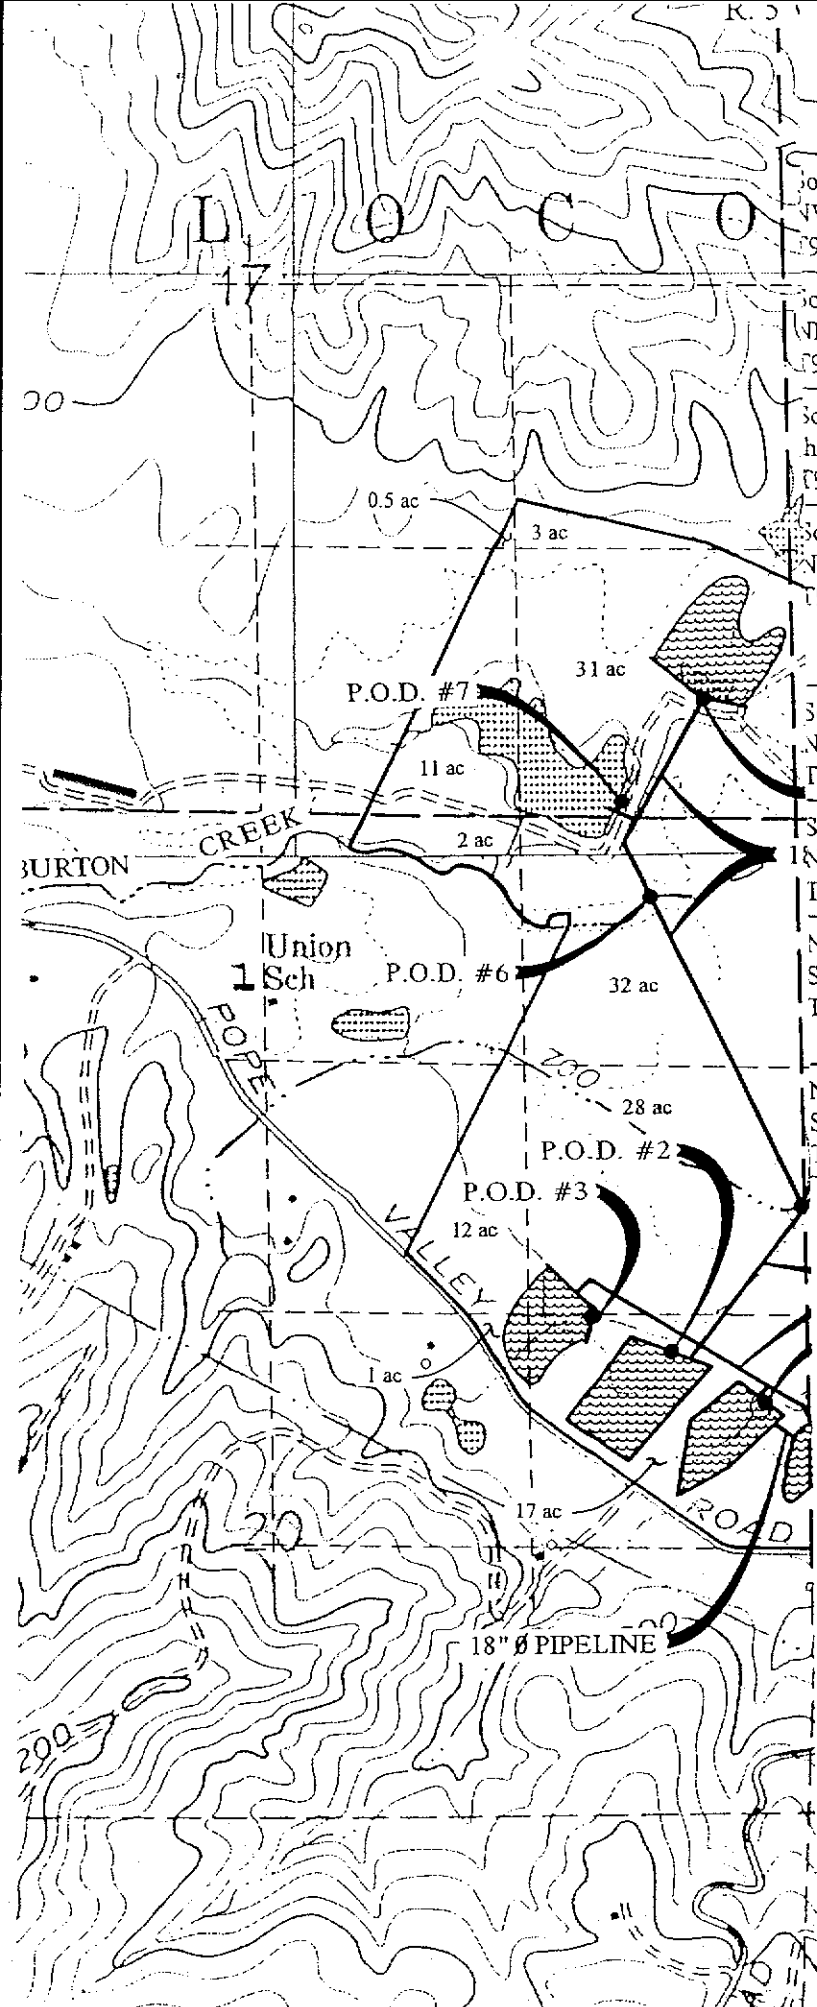 R. 5
L O C O
17
00
0.5 ac
3 ac
31 ac
P.O.D. #7
11 ac
CREEK
2 ac
BURTON
18
Union
1 Sch
P.O.D. #6
32 ac
POPE
200
28 ac
P.O.D. #2
P.O.D. #3
12 ac
VALLEY
1 ac
17 ac
ROAD
20
18" Ø PIPELINE
200